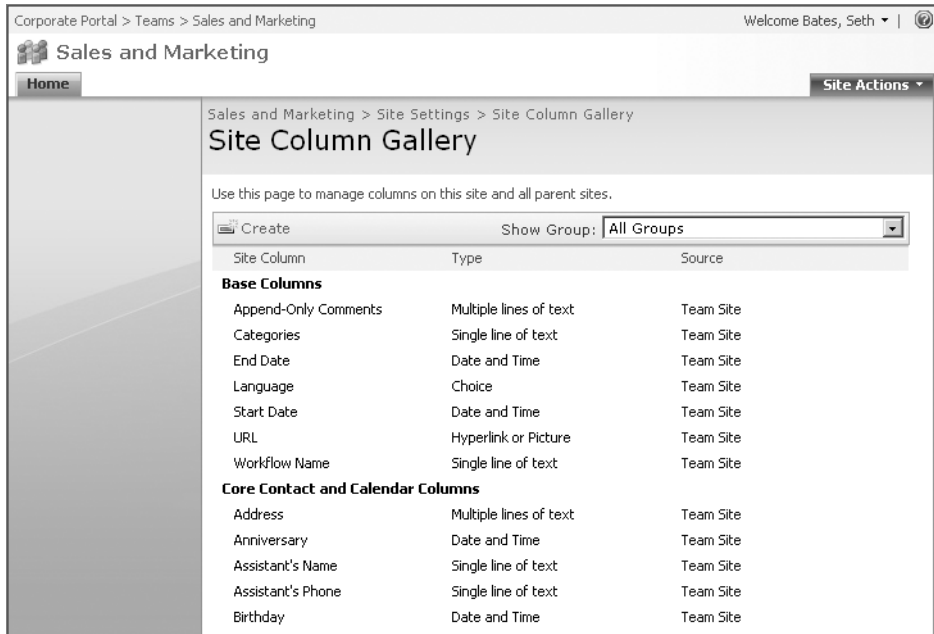 Corporate Portal > Teams > Sales and Marketing Welcome Bates, Seth |
Sales and Marketing
Home Site Actions
Sales and Marketing > Site Settings > Site Column Gallery
Site Column Gallery
Use this page to manage columns on this site and all parent sites.
Create Show Group: All Groups
Site Column Type Source
Base Columns
Append-Only Comments Multiple lines of text Team Site
Categories Single line of text Team Site
End Date Date and Time Team Site
Language Choice Team Site
Start Date Date and Time Team Site
URL Hyperlink or Picture Team Site
Workflow Name Single line of text Team Site
Core Contact and Calendar Columns
Address Multiple lines of text Team Site
Anniversary Date and Time Team Site
Assistant's Name Single line of text Team Site
Assistant's Phone Single line of text Team Site
Birthday Date and Time Team Site